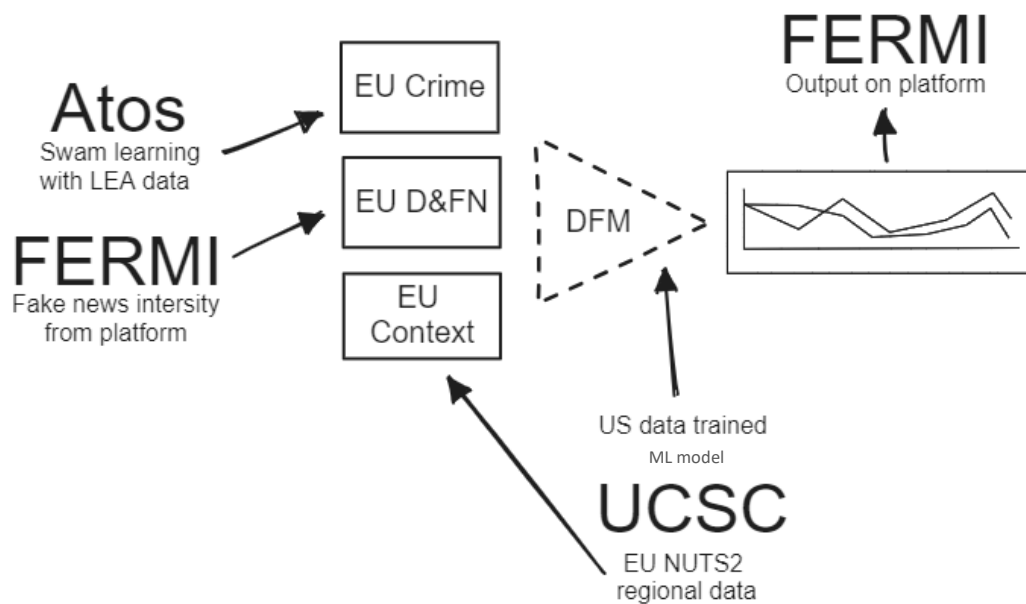 Atos
Swam learning
with LEA data
FERMI
Fake news intersity
from platform
EU Crime
EU D&FN
EU
Context
DFM
FERMI
Output on platform
US data trained
ML model
UCSC
EU NUTS2
regional data